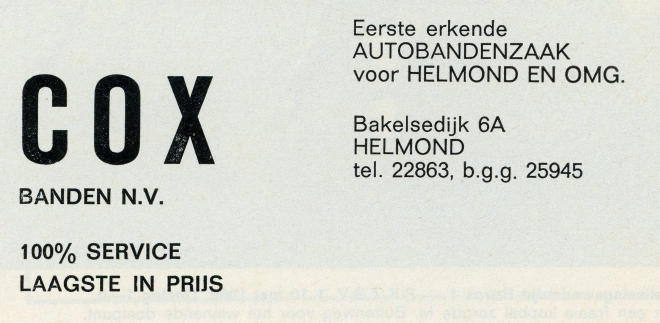 COX
BANDEN N.V.
100% SERVICE
LAAGSTE IN PRIJS
Eerste erkende
AUTOBANDENZAAK
voor HELMOND EN OMG.
Bakelsedijk 6A
HELMOND
tel. 22863, b.g.g. 25945